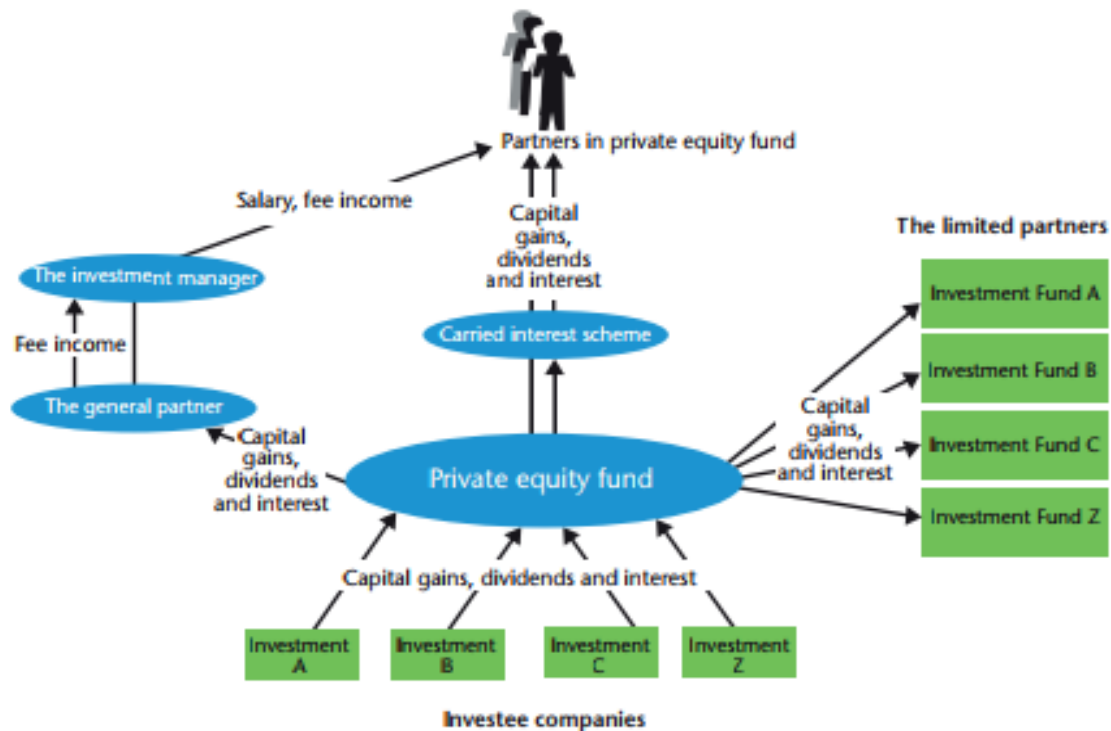 Partners in private equity fund
Salary, fee income
Capital
gains,
dividends
and interest
The limited partners
The investment manager
Investment Fund A
Fee income
Carried interest scheme
Investment Fund B
The general partner
Capital
gains,
dividends
and interest
Capital
gains,
dividends
and interest
Investment Fund C
Private equity fund
Investment Fund Z
Capital gains, dividends and interest
Investment
A
Investment
B
Investment
C
Investment
Z
Investee companies